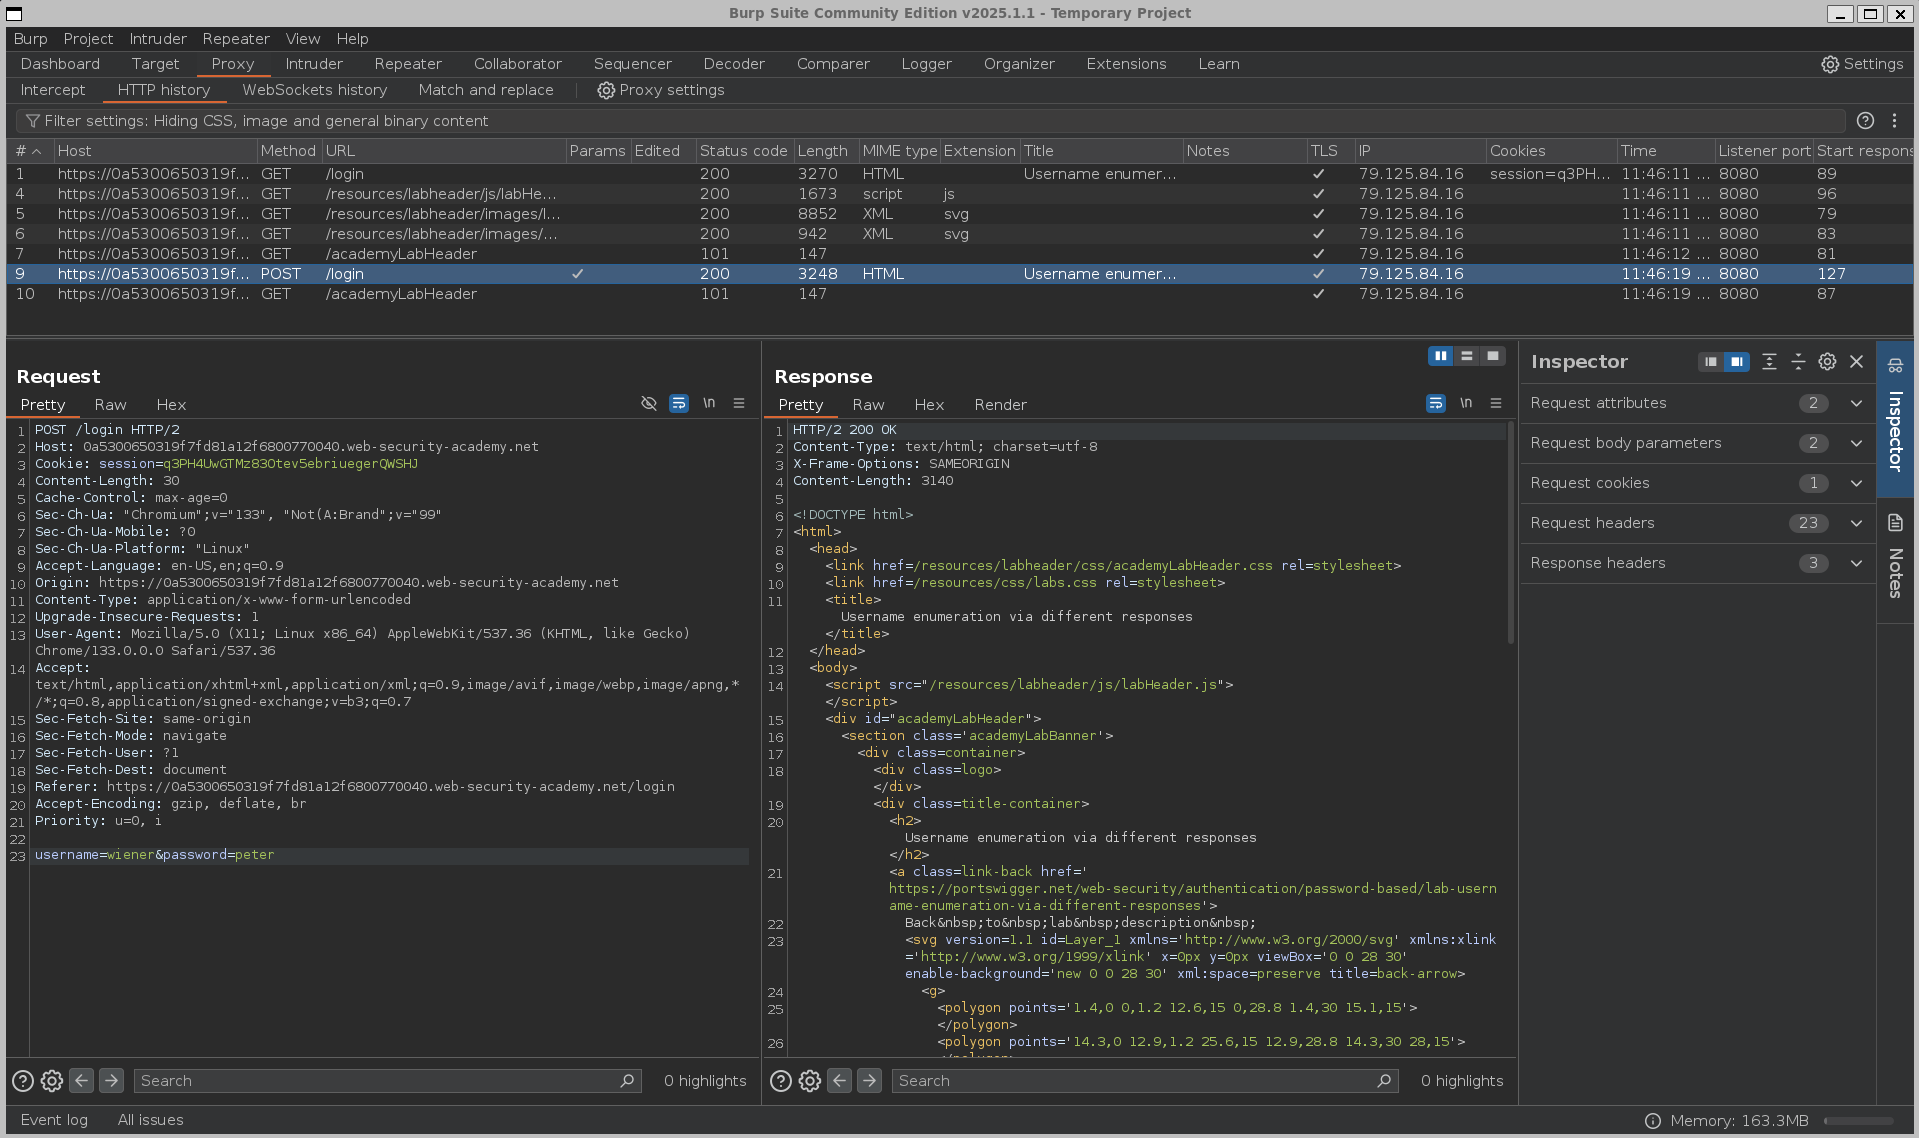 Burp Suite Community Edition v2025.1.1 - Temporary Project
Burp Project Intruder Repeater View Help
Dashboard Target Proxy Intruder Repeater Collaborator Sequencer Decoder Comparer Logger Organizer Extensions Learn Settings
Intercept HTTP history WebSockets history Match and replace Proxy settings
Filter settings: Hiding CSS, image and general binary content
# Host Method URL Params Edited Status code Length MIME type Extension Title Notes TLS IP Cookies Time Listener port Start respons
1 https://0a5300650319f... GET /login 200 3270 HTML Username enumer... ✓ 79.125.84.16 session=q3PH... 11:46:11 ... 8080 89
4 https://0a5300650319f... GET /resources/labheader/js/labHe... 200 1673 script js ✓ 79.125.84.16 11:46:11 ... 8080 96
5 https://0a5300650319f... GET /resources/labheader/images/l... 200 8852 XML svg ✓ 79.125.84.16 11:46:11 ... 8080 79
6 https://0a5300650319f... GET /resources/labheader/images/... 200 942 XML svg ✓ 79.125.84.16 11:46:11 ... 8080 83
7 https://0a5300650319f... GET /academyLabHeader 101 147 ✓ 79.125.84.16 11:46:12 ... 8080 81
9 https://0a5300650319f... POST /login ✓ 200 3248 HTML Username enumer... ✓ 79.125.84.16 11:46:19 ... 8080 127
10 https://0a5300650319f... GET /academyLabHeader 101 147 ✓ 79.125.84.16 11:46:19 ... 8080 87
Request
Pretty Raw Hex \n
1 POST /login HTTP/2
2 Host: 0a5300650319f7fd81a12f6800770040.web-security-academy.net
3 Cookie: session=q3PH4UwGTMz83Otev5ebriuegerQWSHJ
4 Content-Length: 30
5 Cache-Control: max-age=0
6 Sec-Ch-Ua: "Chromium";v="133", "Not(A:Brand";v="99"
7 Sec-Ch-Ua-Mobile: ?0
8 Sec-Ch-Ua-Platform: "Linux"
9 Accept-Language: en-US,en;q=0.9
10 Origin: https://0a5300650319f7fd81a12f6800770040.web-security-academy.net
11 Content-Type: application/x-www-form-urlencoded
12 Upgrade-Insecure-Requests: 1
13 User-Agent: Mozilla/5.0 (X11; Linux x86_64) AppleWebKit/537.36 (KHTML, like Gecko)
Chrome/133.0.0.0 Safari/537.36
14 Accept:
text/html,application/xhtml+xml,application/xml;q=0.9,image/avif,image/webp,image/apng,*
/*;q=0.8,application/signed-exchange;v=b3;q=0.7
15 Sec-Fetch-Site: same-origin
16 Sec-Fetch-Mode: navigate
17 Sec-Fetch-User: ?1
18 Sec-Fetch-Dest: document
19 Referer: https://0a5300650319f7fd81a12f6800770040.web-security-academy.net/login
20 Accept-Encoding: gzip, deflate, br
21 Priority: u=0, i
22
23 username=wiener&password=peter
Response
Pretty Raw Hex Render \n
1 HTTP/2 200 OK
2 Content-Type: text/html; charset=utf-8
3 X-Frame-Options: SAMEORIGIN
4 Content-Length: 3140
5
6 <!DOCTYPE html>
7 <html>
8 <head>
9 <link href=/resources/labheader/css/academyLabHeader.css rel=stylesheet>
10 <link href=/resources/css/labs.css rel=stylesheet>
11 <title>
Username enumeration via different responses
</title>
12 </head>
13 <body>
14 <script src="/resources/labheader/js/labHeader.js">
</script>
15 <div id="academyLabHeader">
16 <section class='academyLabBanner'>
17 <div class=container>
18 <div class=logo>
</div>
19 <div class=title-container>
20 <h2>
Username enumeration via different responses
</h2>
21 <a class=link-back href='
https://portswigger.net/web-security/authentication/password-based/lab-usern
ame-enumeration-via-different-responses'>
22 Back&nbsp;to&nbsp;lab&nbsp;description&nbsp;
23 <svg version=1.1 id=Layer_1 xmlns='http://www.w3.org/2000/svg' xmlns:xlink
='http://www.w3.org/1999/xlink' x=0px y=0px viewBox='0 0 28 30'
enable-background='new 0 0 28 30' xml:space=preserve title=back-arrow>
24 <g>
25 <polygon points='1.4,0 0,1.2 12.6,15 0,28.8 1.4,30 15.1,15'>
</polygon>
26 <polygon points='14.3,0 12.9,1.2 25.6,15 12.9,28.8 14.3,30 28,15'>
</polygon>
Inspector
Request attributes 2
Request body parameters 2
Request cookies 1
Request headers 23
Response headers 3
Inspector
Notes
Search 0 highlights
Search 0 highlights
Event log All issues Memory: 163.3MB